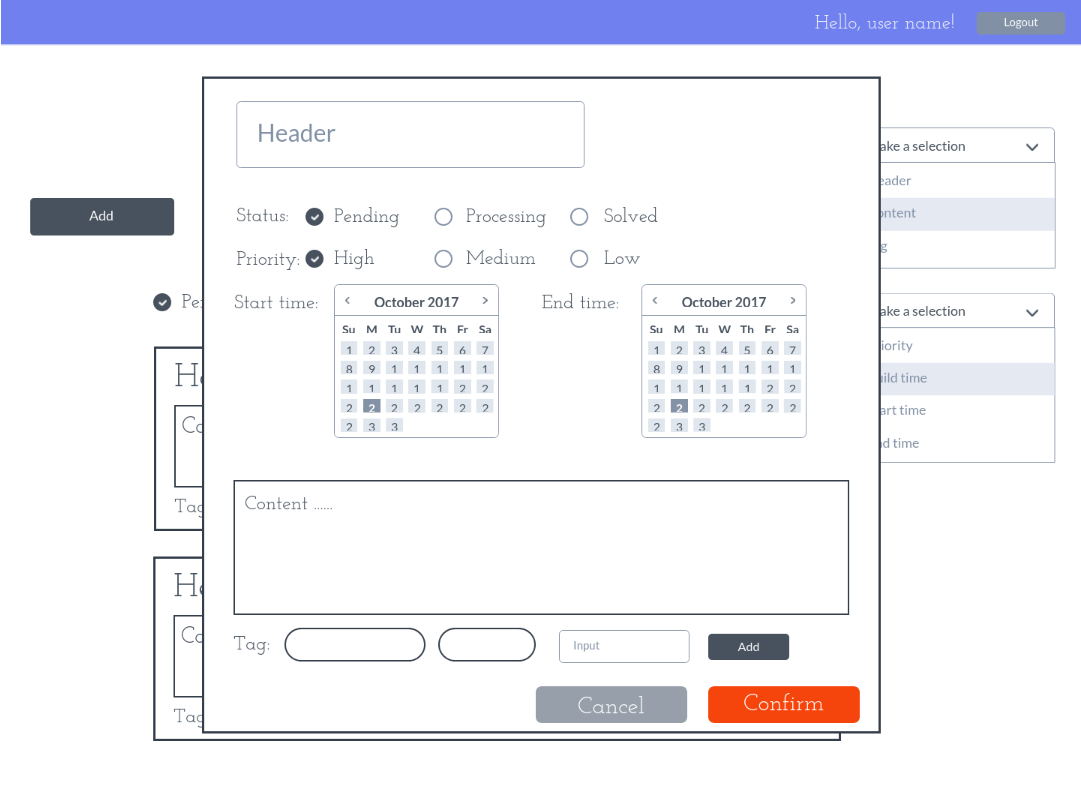 Hello, user name!
Logout
Header
ake a selection
eader
ntent
g
Add
Status: Pending Processing Solved
Priority: High Medium Low
Start time:
October 2017
Su M Tu W Th Fr Sa
1 2 3 4 5 6 7
8 9 1 1 1 1 1
1 1 1 1 1 2 2
2 2 2 2 2 2 2
2 3 3
End time:
October 2017
Su M Tu W Th Fr Sa
1 2 3 4 5 6 7
8 9 1 1 1 1 1
1 1 1 1 1 2 2
2 2 2 2 2 2 2
2 3 3
Pe
ake a selection
iority
ild time
art time
d time
He
Co
Tag
Content ......
He
Co
Tag
Tag:
Input
Add
Cancel
Confirm